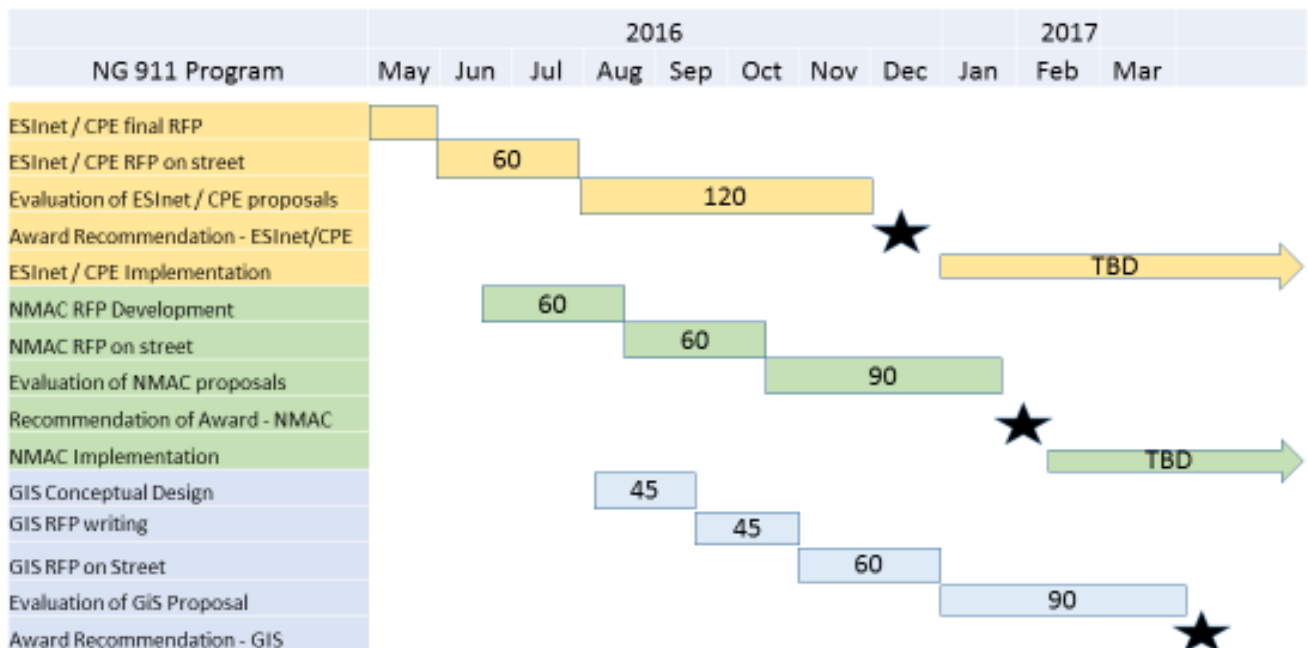 2016 2017
NG 911 Program May Jun Jul Aug Sep Oct Nov Dec Jan Feb Mar
ESInet / CPE final RFP
ESInet / CPE RFP on street 60
Evaluation of ESInet / CPE proposals 120
Award Recommendation - ESInet/CPE
ESInet / CPE Implementation TBD
NMAC RFP Development 60
NMAC RFP on street 60
Evaluation of NMAC proposals 90
Recommendation of Award - NMAC
NMAC Implementation TBD
GIS Conceptual Design 45
GIS RFP writing 45
GIS RFP on Street 60
Evaluation of GiS Proposal 90
Award Recommendation - GIS